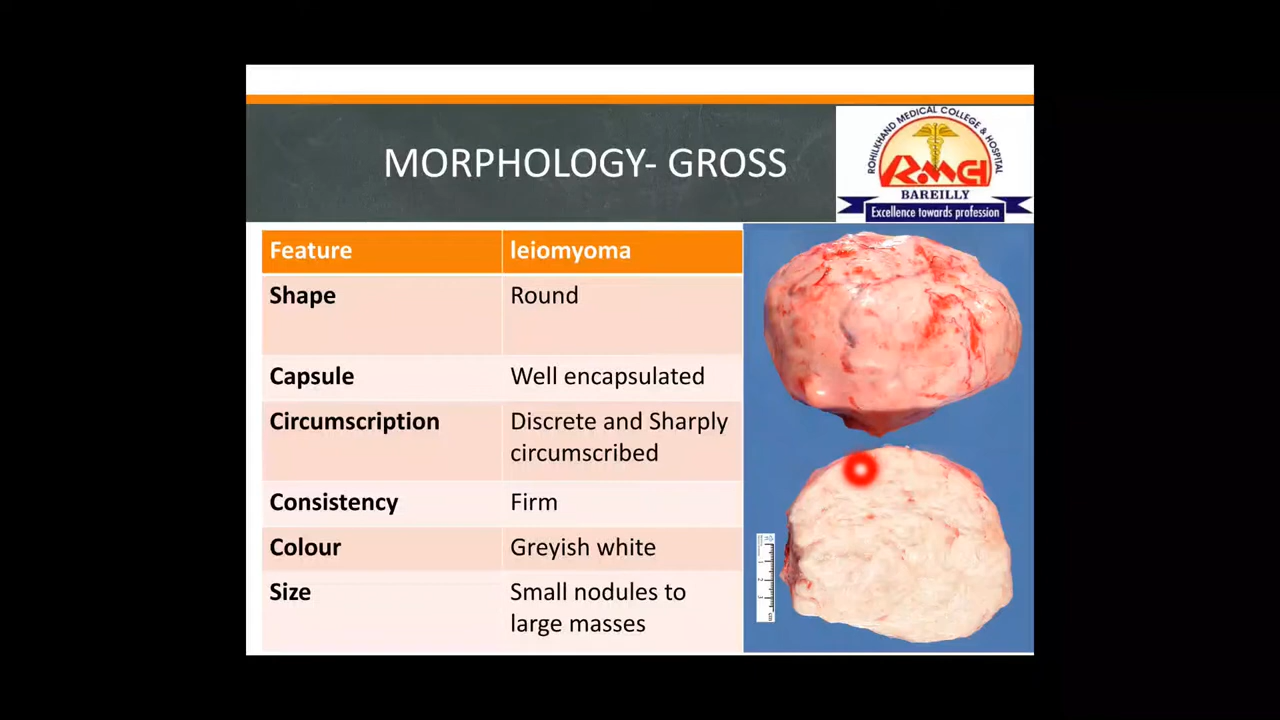 MORPHOLOGY- GROSS
ROHILKHAND MEDICAL COLLEGE & HOSPITAL
RMCH
BAREILLY
Excellence towards profession
Feature leiomyoma
Shape Round
Capsule Well encapsulated
Circumscription Discrete and Sharply
circumscribed
Consistency Firm
Colour Greyish white
Size Small nodules to
large masses